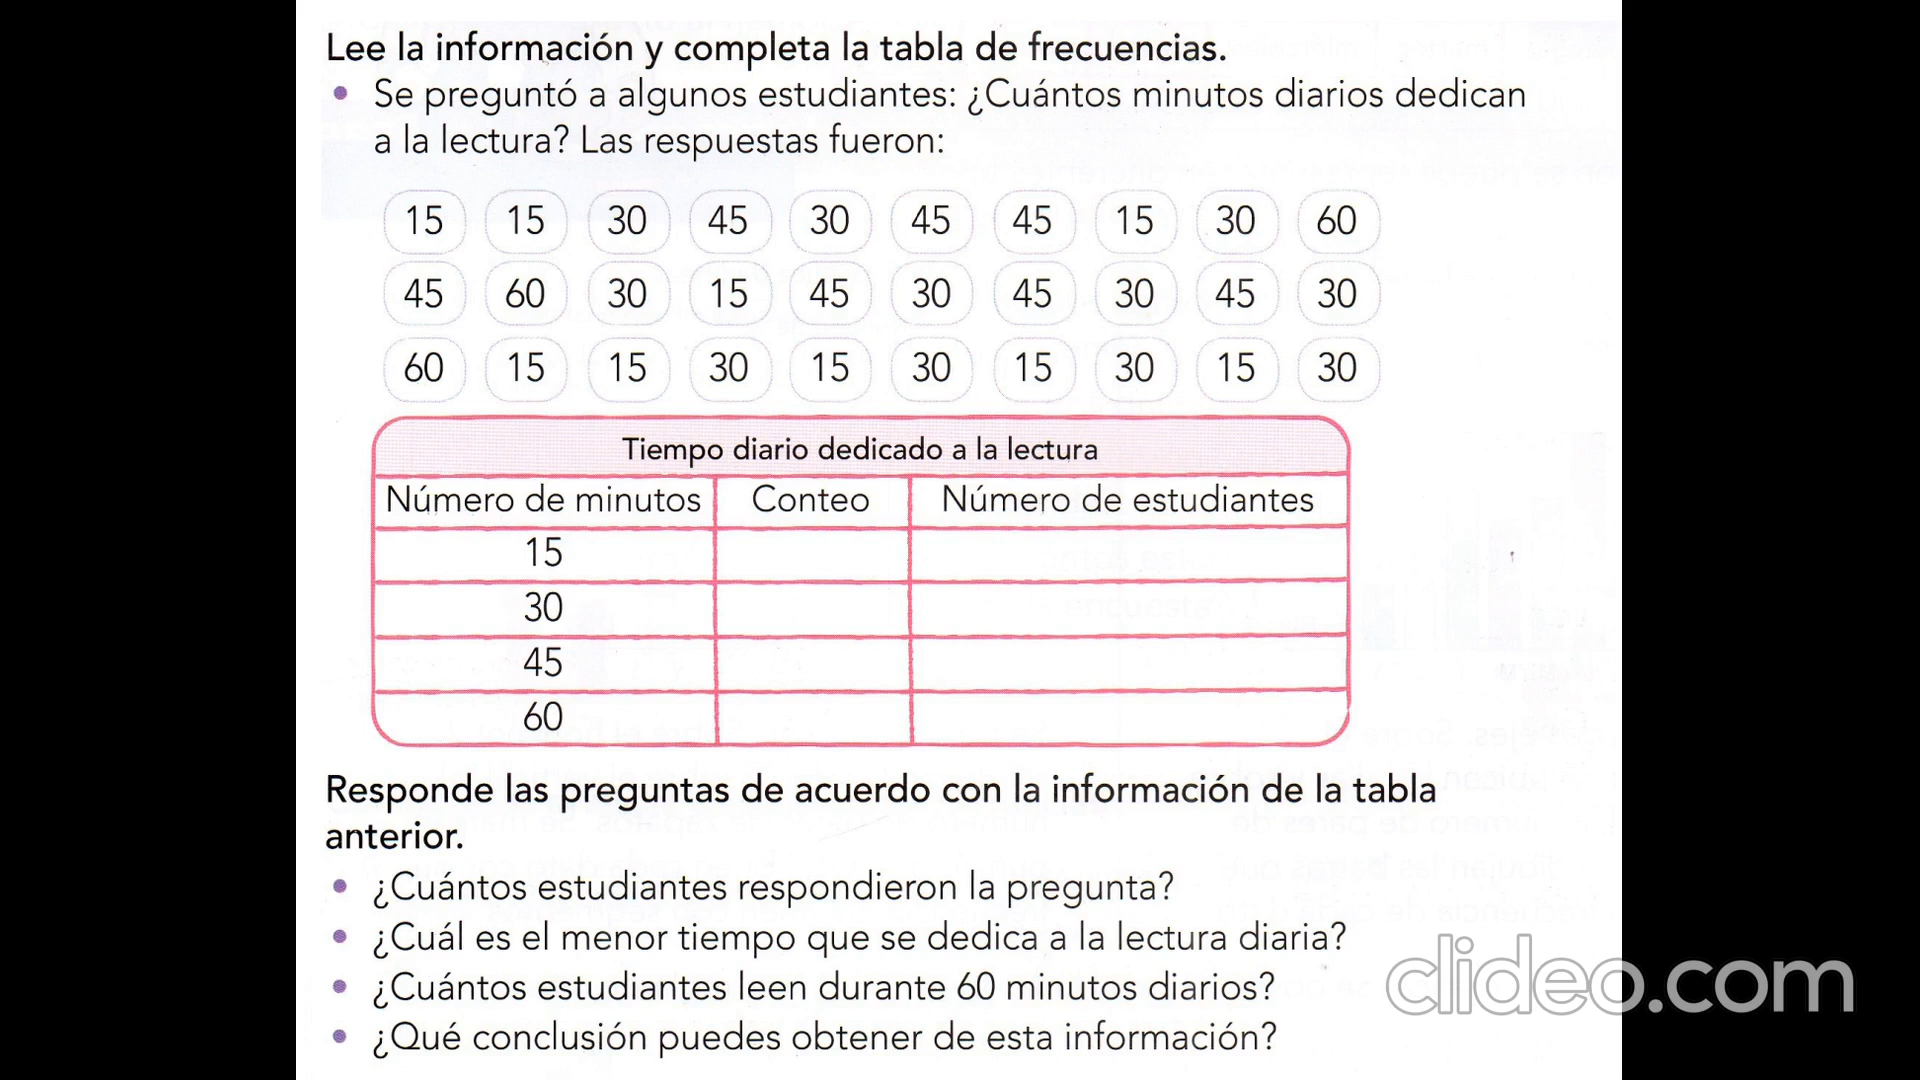 Lee la información y completa la tabla de frecuencias.
• Se preguntó a algunos estudiantes: ¿Cuántos minutos diarios dedican
a la lectura? Las respuestas fueron:
15 15 30 45 30 45 45 15 30 60
45 60 30 15 45 30 45 30 45 30
60 15 15 30 15 30 15 30 15 30
Tiempo diario dedicado a la lectura
Número de minutos Conteo Número de estudiantes
15
30
45
60
Responde las preguntas de acuerdo con la información de la tabla
anterior.
• ¿Cuántos estudiantes respondieron la pregunta?
• ¿Cuál es el menor tiempo que se dedica a la lectura diaria?
• ¿Cuántos estudiantes leen durante 60 minutos diarios?
• ¿Qué conclusión puedes obtener de esta información?
clideo.com